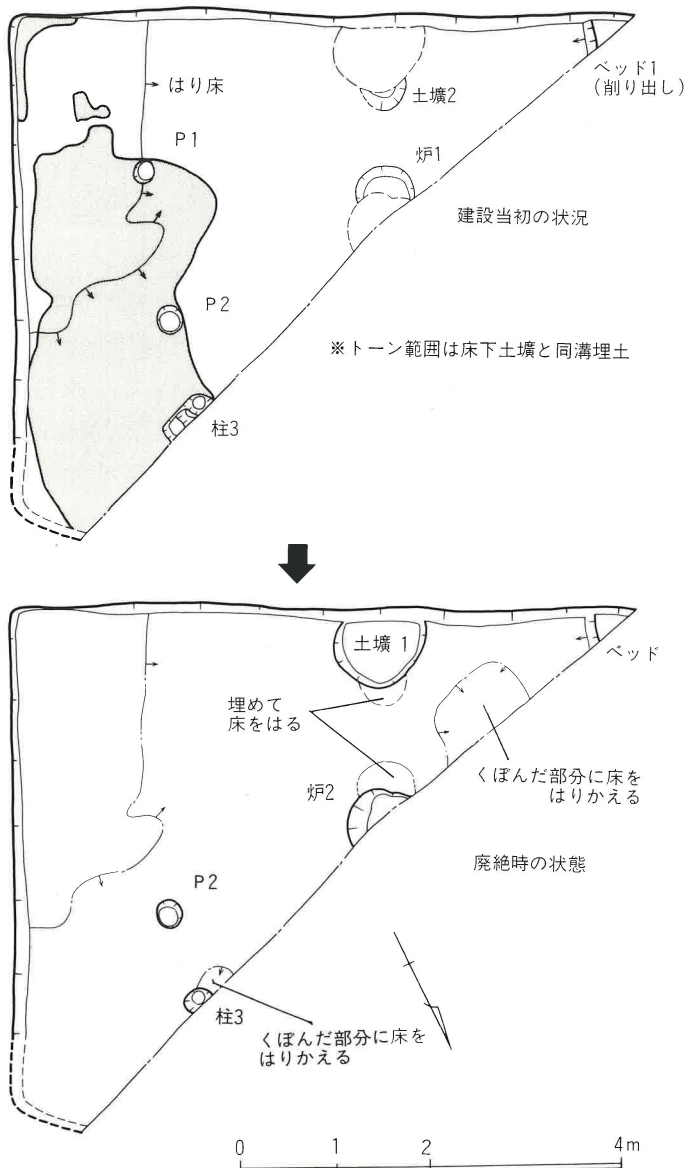 はり床
土壙2
ベッド1
(削り出し)
P1
炉1
建設当初の状況
P2
※トーン範囲は床下土壙と同溝埋土
柱3
土壙1
ベッド
埋めて
床をはる
くぼんだ部分に床を
はりかえる
炉2
廃絶時の状態
P2
柱3
くぼんだ部分に床を
はりかえる
0 1 2 4m